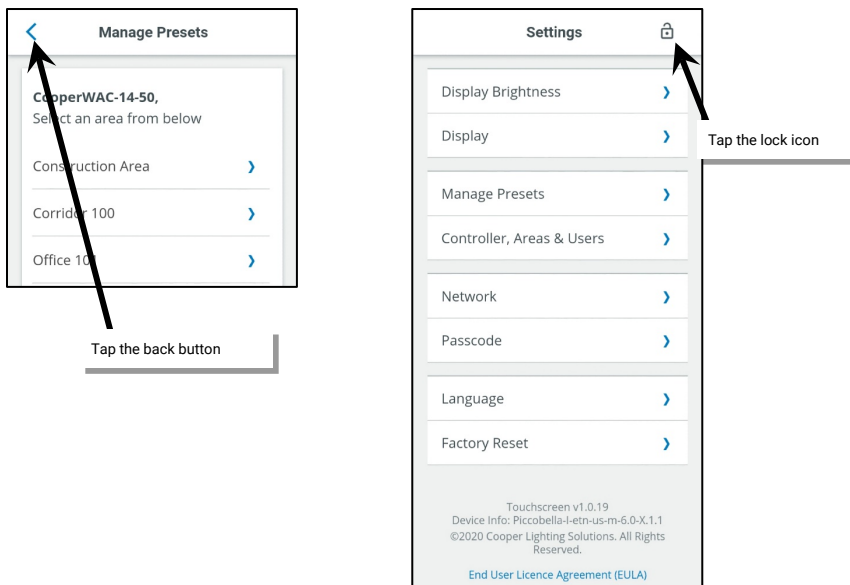 Manage Presets
CooperWAC-14-50,
Select an area from below
Construction Area
Corridor 100
Office 101
Tap the back button
Settings
Display Brightness
Display
Tap the lock icon
Manage Presets
Controller, Areas & Users
Network
Passcode
Language
Factory Reset
Touchscreen v1.0.19
Device Info: Piccobella-I-etn-us-m-6.0-X.1.1
©2020 Cooper Lighting Solutions. All Rights
Reserved.
End User Licence Agreement (EULA)